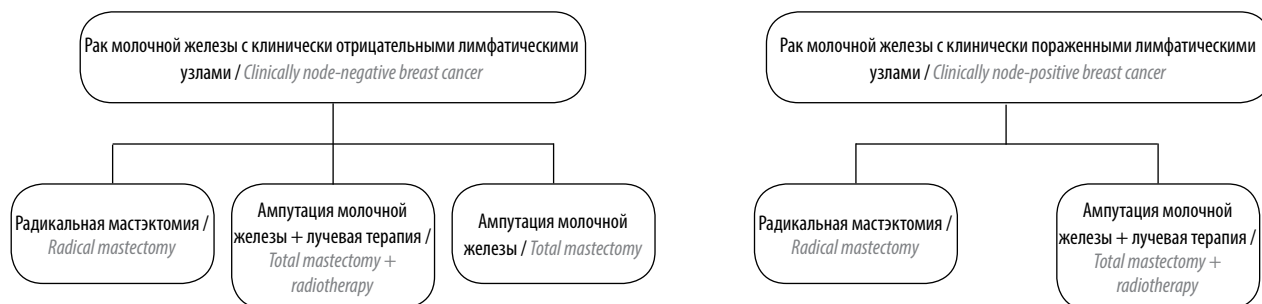 Рак молочной железы с клинически отрицательными лимфатическими
узлами / Clinically node-negative breast cancer
Радикальная мастэктомия /
Radical mastectomy
Ампутация молочной
железы + лучевая терапия /
Total mastectomy +
radiotherapy
Ампутация молочной
железы / Total mastectomy
Рак молочной железы с клинически пораженными лимфатическими
узлами / Clinically node-positive breast cancer
Радикальная мастэктомия /
Radical mastectomy
Ампутация молочной
железы + лучевая терапия /
Total mastectomy +
radiotherapy